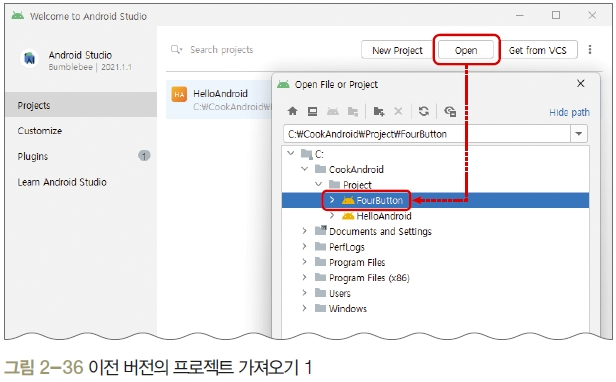 Welcome to Android Studio
Android Studio
Bumblebee | 2021.1.1
Search projects
New Project
Open
Get from VCS
HA
HelloAndroid
C:₩CookAndroid₩
Projects
Customize
Plugins
1
Learn Android Studio
Open File or Project
Hide path
C:₩CookAndroid₩Project₩FourButton
C:
CookAndroid
Project
FourButton
HelloAndroid
Documents and Settings
PerfLogs
Program Files
Program Files (x86)
Users
Windows
그림 2-36 이전 버전의 프로젝트 가져오기 1